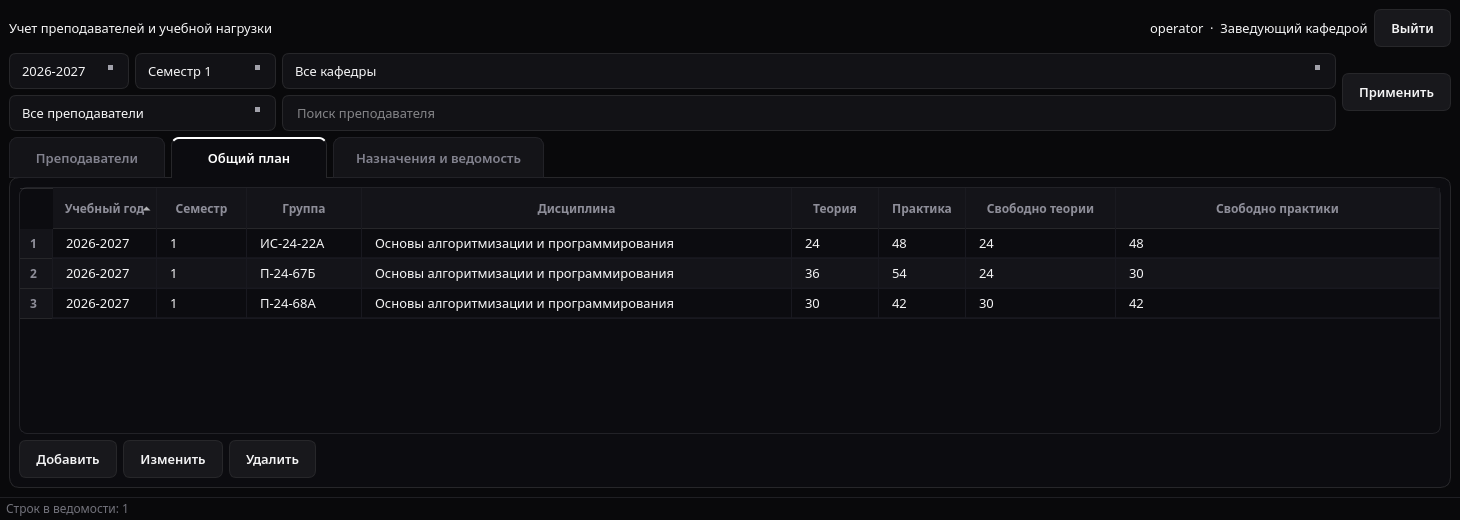 Учет преподавателей и учебной нагрузки
operator · Заведующий кафедрой Выйти
2026-2027 Семестр 1 Все кафедры
Применить
Все преподаватели Поиск преподавателя
Преподаватели Общий план Назначения и ведомость
Учебный год Семестр Группа Дисциплина Теория Практика Свободно теории Свободно практики
1 2026-2027 1 ИС-24-22А Основы алгоритмизации и программирования 24 48 24 48
2 2026-2027 1 П-24-67Б Основы алгоритмизации и программирования 36 54 24 30
3 2026-2027 1 П-24-68А Основы алгоритмизации и программирования 30 42 30 42
Добавить Изменить Удалить
Строк в ведомости: 1